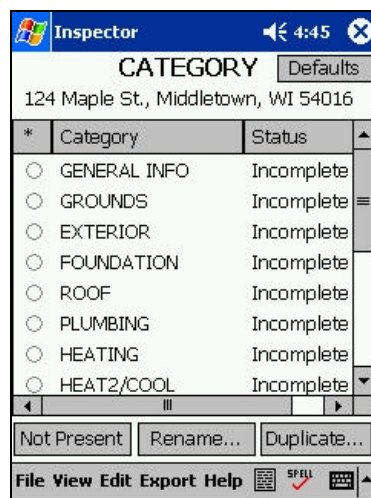 Inspector 4:45
CATEGORY Defaults
124 Maple St., Middletown, WI 54016
* Category Status
GENERAL INFO Incomplete
GROUNDS Incomplete
EXTERIOR Incomplete
FOUNDATION Incomplete
ROOF Incomplete
PLUMBING Incomplete
HEATING Incomplete
HEAT2/COOL Incomplete
Not Present Rename... Duplicate...
File View Edit Export Help SPELL